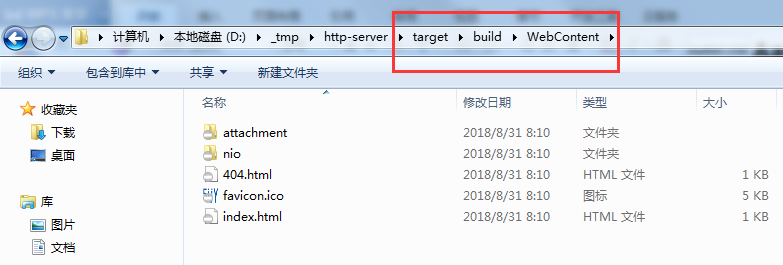 计算机 本地磁盘 (D:) _tmp http-server target build WebContent
组织 包含到库中 共享 新建文件夹
收藏夹
下载
桌面
库
图片
文档
名称 修改日期 类型 大小
attachment 2018/8/31 8:10 文件夹
nio 2018/8/31 8:10 文件夹
404.html 2018/8/31 8:10 HTML 文件 1 KB
favicon.ico 2018/8/31 8:10 图标 5 KB
index.html 2018/8/31 8:10 HTML 文件 1 KB